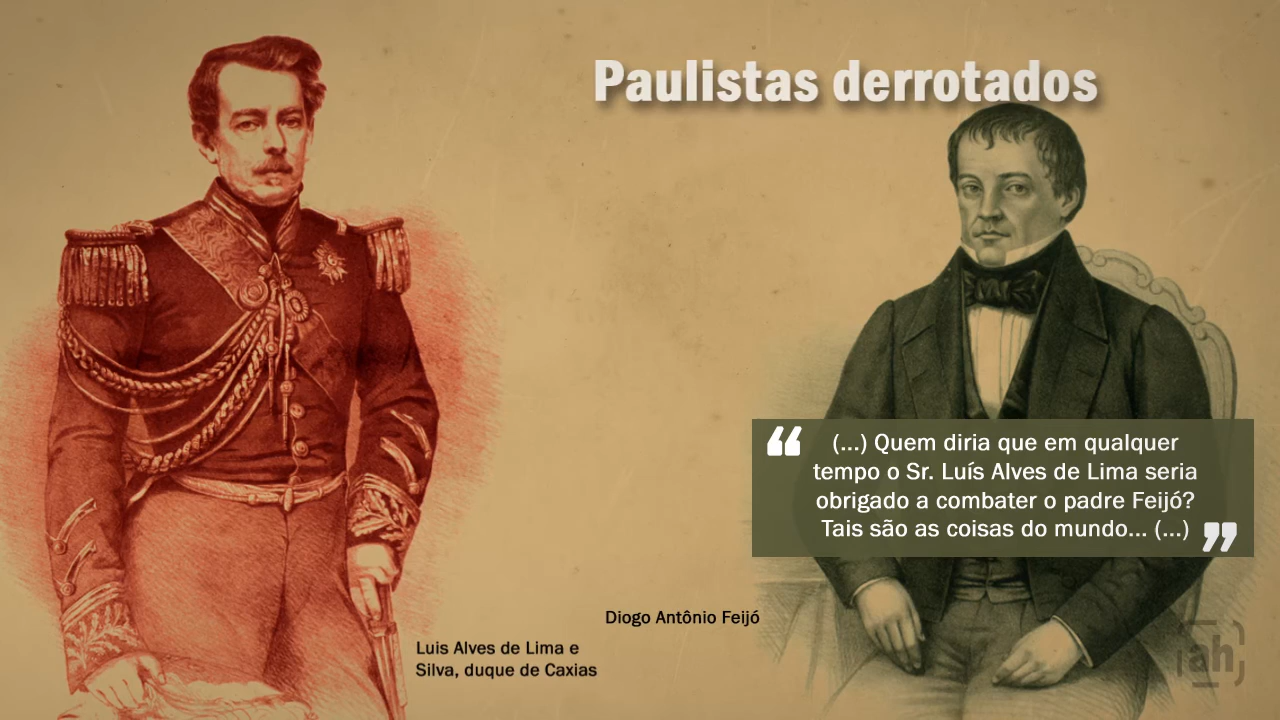 Paulistas derrotados
“ (...) Quem diria que em qualquer
tempo o Sr. Luís Alves de Lima seria
obrigado a combater o padre Feijó?
Tais são as coisas do mundo... (...) ”
Diogo Antônio Feijó
Luis Alves de Lima e
Silva, duque de Caxias
ah